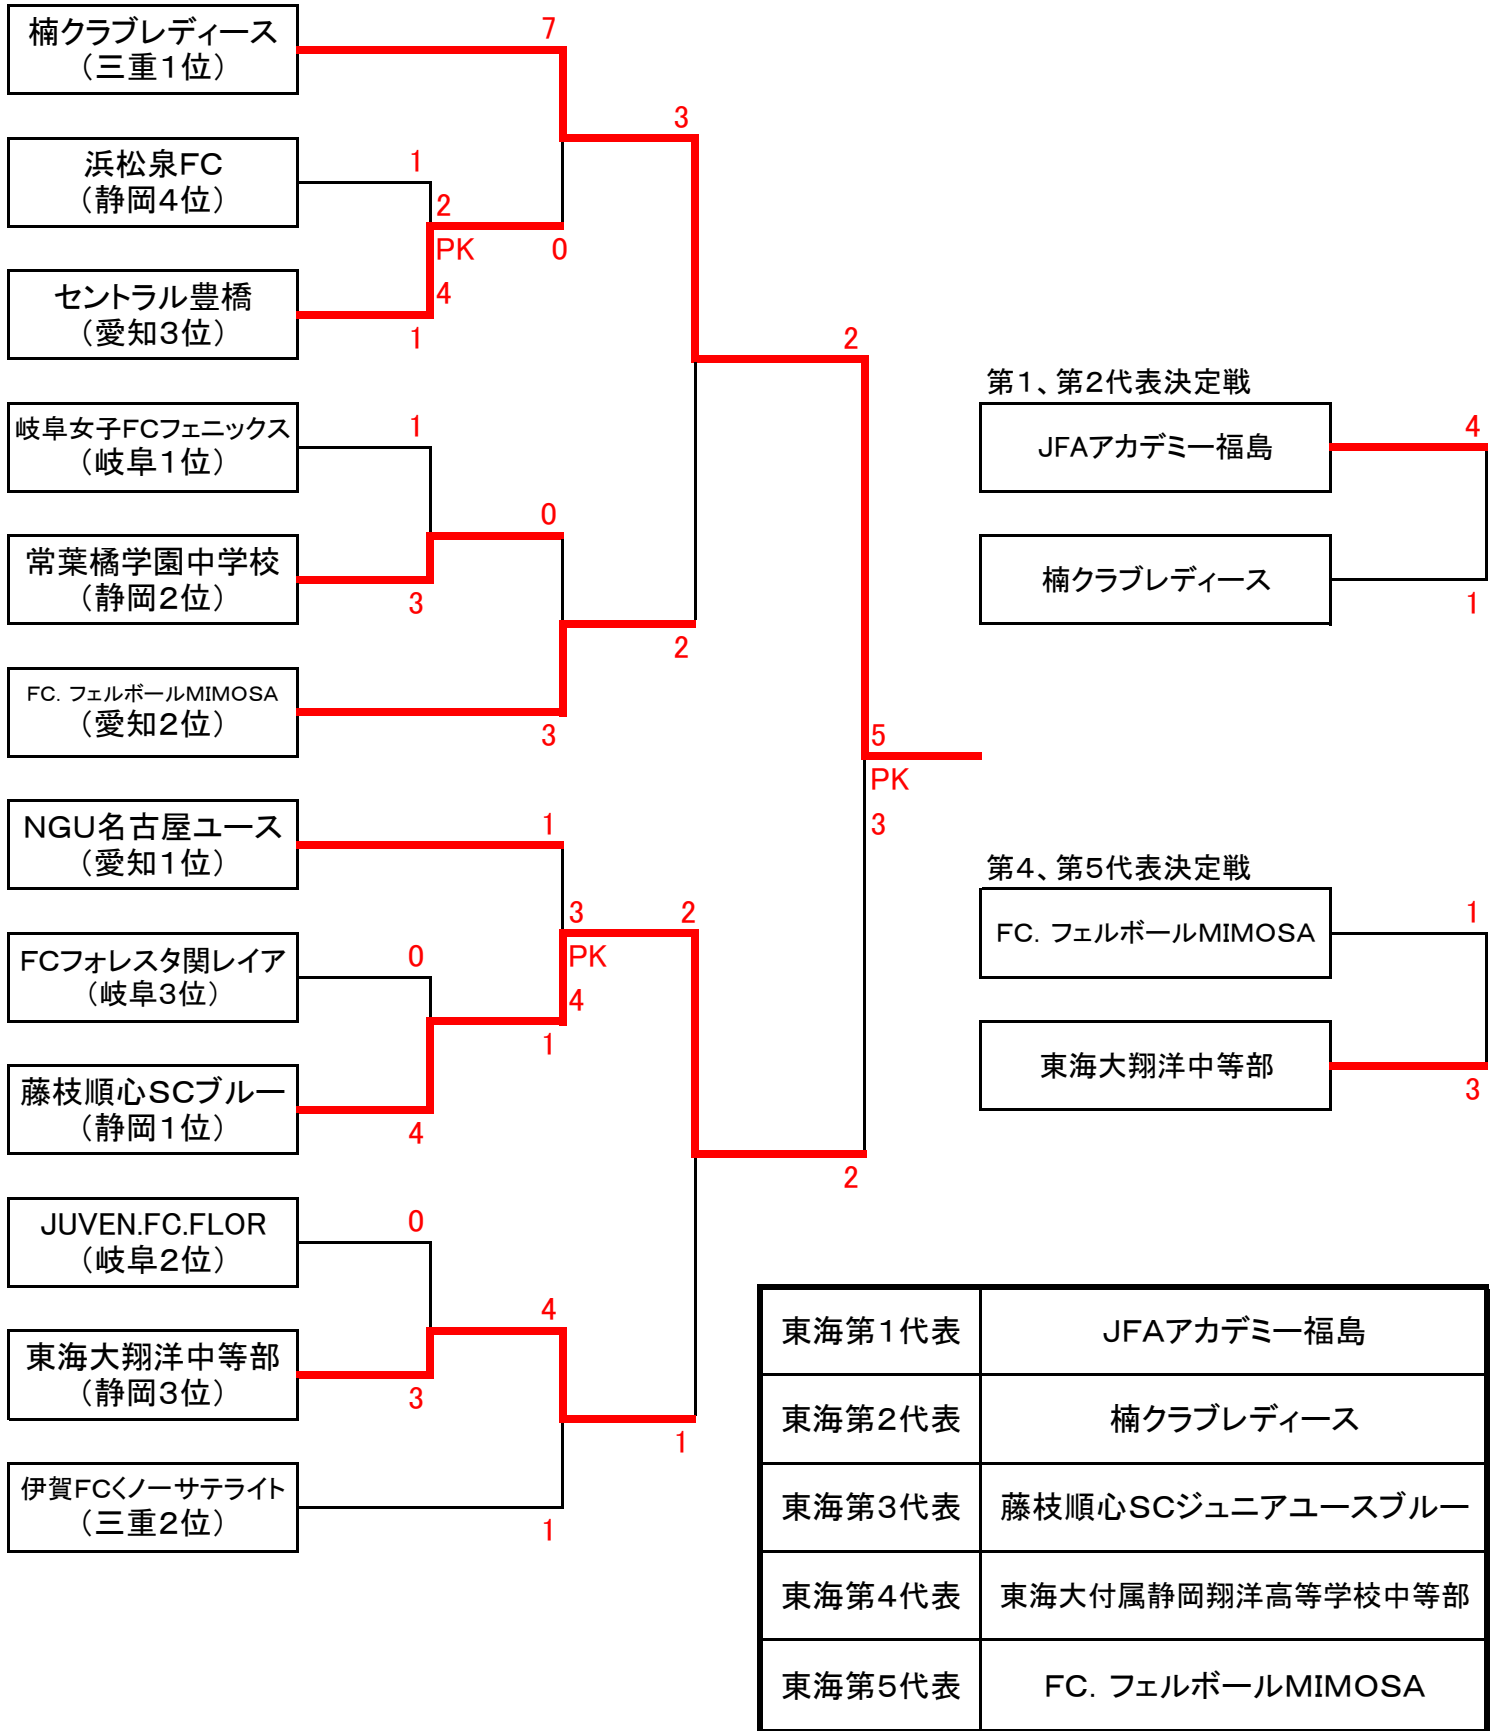 楠クラブレディース
（三重１位）
7
3
浜松泉FC
（静岡４位）
1
2
PK
4
0
セントラル豊橋
（愛知３位）
1
2
岐阜女子FCフェニックス
（岐阜１位）
1
0
常葉橘学園中学校
（静岡２位）
3
2
FC．フェルボールMIMOSA
（愛知２位）
3
5
PK
3
NGU名古屋ユース
（愛知１位）
1
3
PK
4
2
FCフォレスタ関レイア
（岐阜３位）
0
1
藤枝順心SCブルー
（静岡１位）
4
2
JUVEN.FC.FLOR
（岐阜２位）
0
4
東海大翔洋中等部
（静岡３位）
3
1
伊賀FCくノ一サテライト
（三重２位）
1
第１、第２代表決定戦
JFAアカデミー福島
4
楠クラブレディース
1
第４、第５代表決定戦
FC．フェルボールMIMOSA
1
東海大翔洋中等部
3
東海第１代表 JFAアカデミー福島
東海第２代表 楠クラブレディース
東海第３代表 藤枝順心SCジュニアユースブルー
東海第４代表 東海大付属静岡翔洋高等学校中等部
東海第５代表 FC．フェルボールMIMOSA